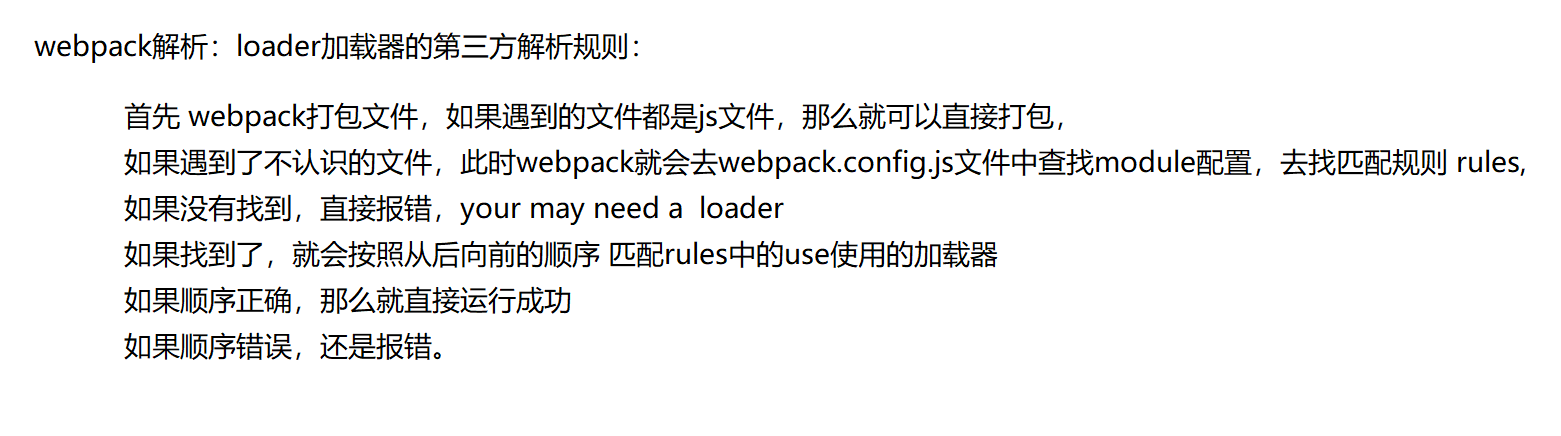 webpack解析：loader加载器的第三方解析规则：
首先 webpack打包文件，如果遇到的文件都是js文件，那么就可以直接打包，
如果遇到了不认识的文件，此时webpack就会去webpack.config.js文件中查找module配置，去找匹配规则 rules,
如果没有找到，直接报错，your may need a  loader
如果找到了，就会按照从后向前的顺序 匹配rules中的use使用的加载器
如果顺序正确，那么就直接运行成功
如果顺序错误，还是报错。